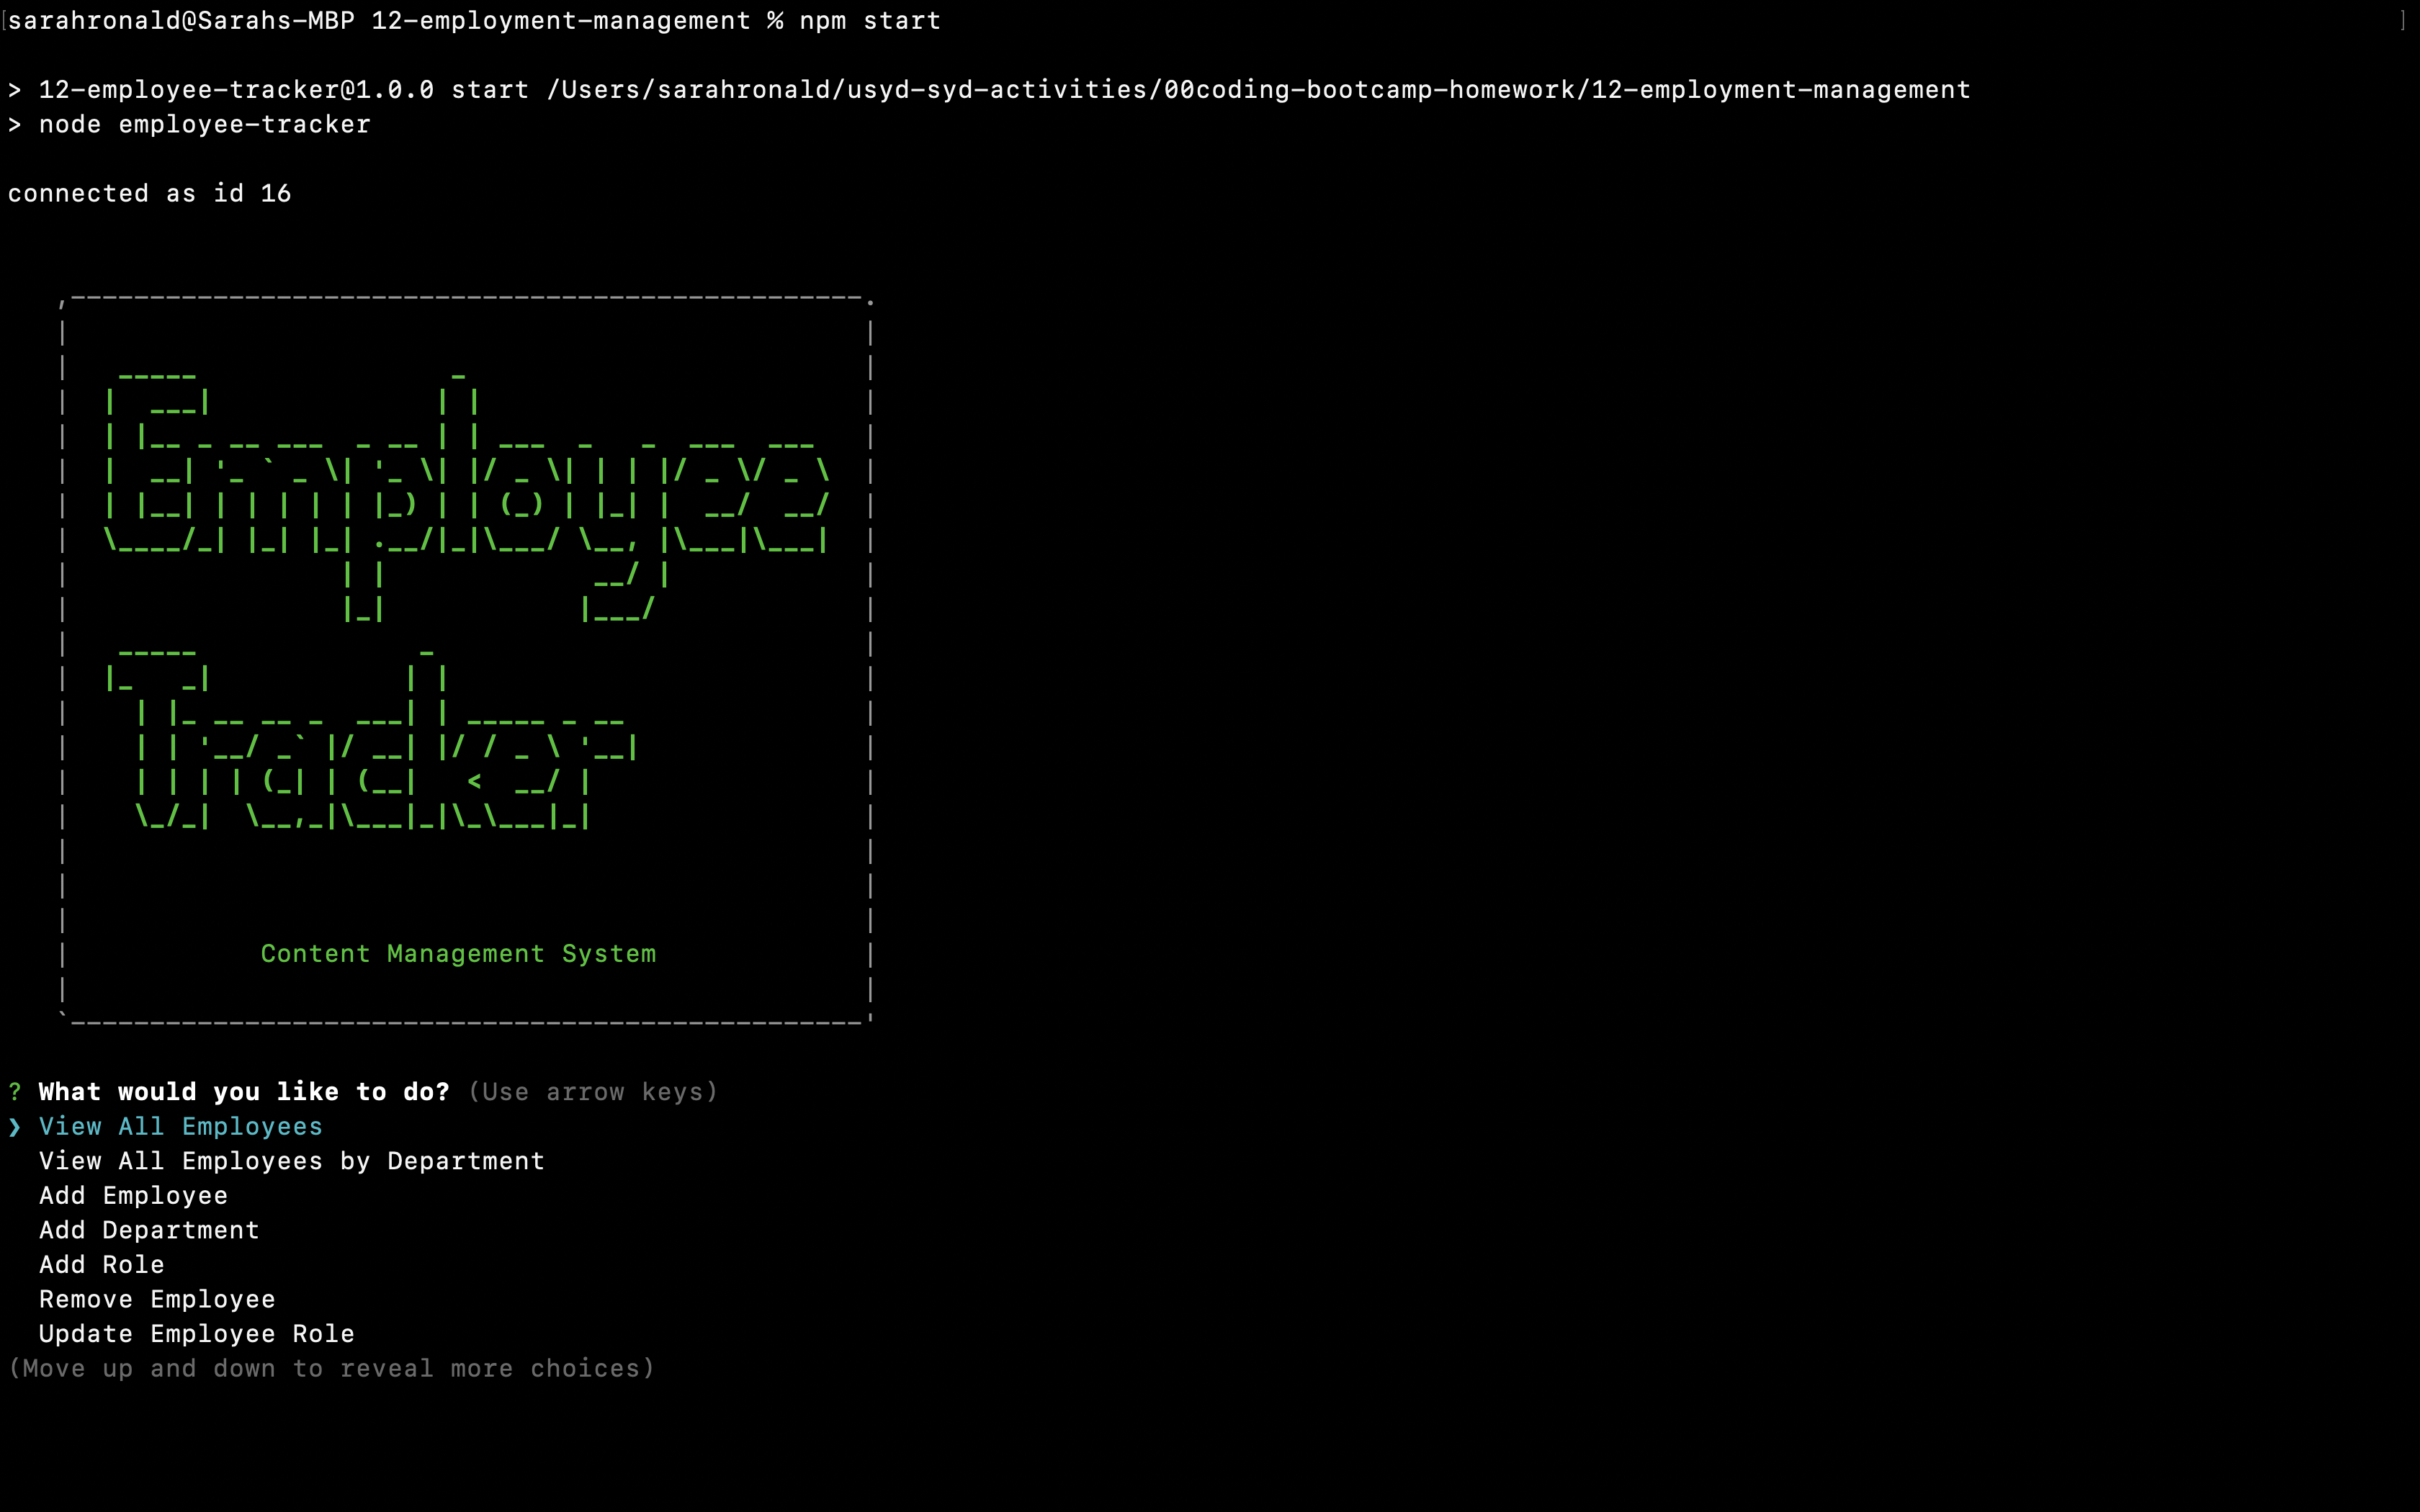 sarahronald@Sarahs-MBP 12-employment-management % npm start
> 12-employee-tracker@1.0.0 start /Users/sarahronald/usyd-syd-activities/00coding-bootcamp-homework/12-employment-management
> node employee-tracker
connected as id 16
Employee
Tracker
Content Management System
? What would you like to do? (Use arrow keys)
❯ View All Employees
View All Employees by Department
Add Employee
Add Department
Add Role
Remove Employee
Update Employee Role
(Move up and down to reveal more choices)